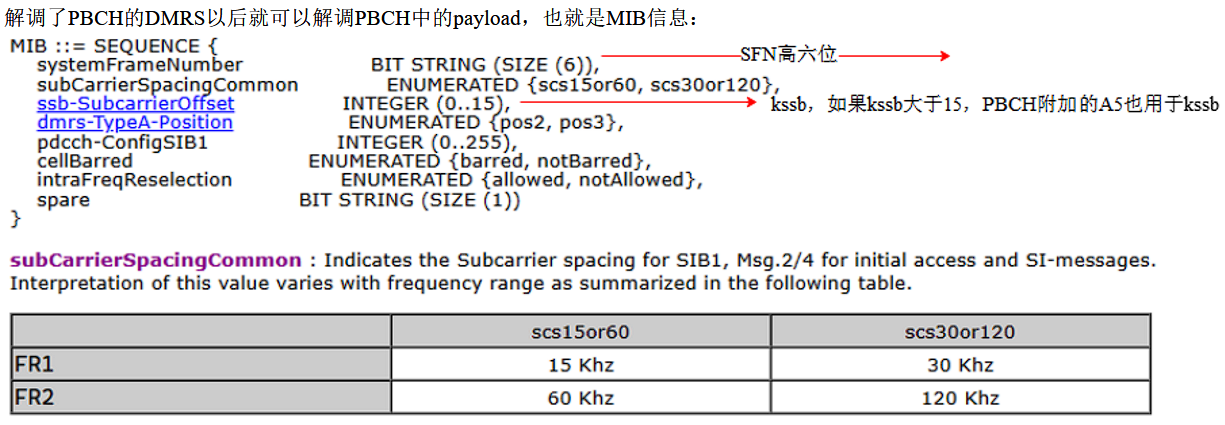 解调了PBCH的DMRS以后就可以解调PBCH中的payload，也就是MIB信息：
MIB ::= SEQUENCE {
systemFrameNumber BIT STRING (SIZE (6)), SFN高六位
subCarrierSpacingCommon ENUMERATED {scs15or60, scs30or120},
ssb-SubcarrierOffset INTEGER (0..15), kssb，如果kssb大于15，PBCH附加的A5也用于kssb
dmrs-TypeA-Position ENUMERATED {pos2, pos3},
pdcch-ConfigSIB1 INTEGER (0..255),
cellBarred ENUMERATED {barred, notBarred},
intraFreqReselection ENUMERATED {allowed, notAllowed},
spare BIT STRING (SIZE (1))
}
subCarrierSpacingCommon : Indicates the Subcarrier spacing for SIB1, Msg.2/4 for initial access and SI-messages.
Interpretation of this value varies with frequency range as summarized in the following table.
scs15or60 scs30or120
FR1 15 Khz 30 Khz
FR2 60 Khz 120 Khz